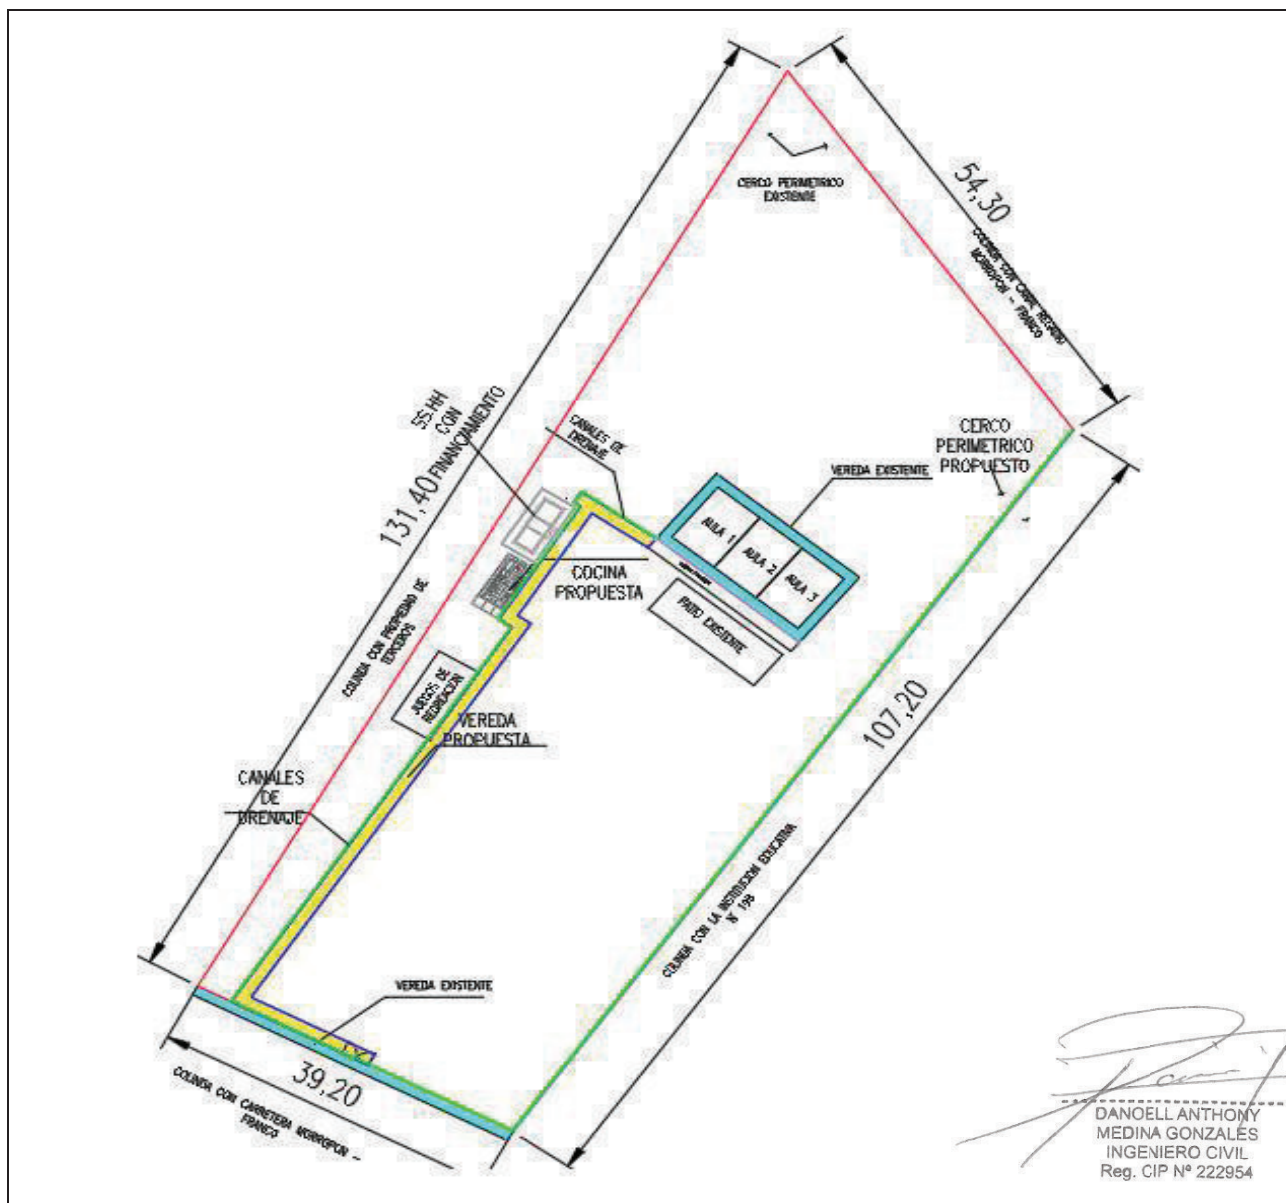 CERCO PERIMETRICO
EXISTENTE
54,30
COLINDA CON CANAL REGADIO
MORROPON - FRANCO
SS.HH
CON
FINANCIAMIENTO
131,40
CANALES DE
DRENAJE
CERCO
PERIMETRICO
PROPUESTO
VEREDA EXISTENTE
AULA 1
AULA 2
AULA 3
COCINA
PROPUESTA
PATIO EXISTENTE
COLINDA CON PROPIEDAD DE
TERCEROS
JUEGOS DE
RECREACION
VEREDA
PROPUESTA
107,20
CANALES
DE
DRENAJE
COLINDA CON LA INSTITUCION EDUCATIVA
N° 198
VEREDA EXISTENTE
39,20
COLINDA CON CARRETERA MORROPON -
FRANCO
DANOELL ANTHONY
MEDINA GONZALES
INGENIERO CIVIL
Reg. CIP Nº 222954